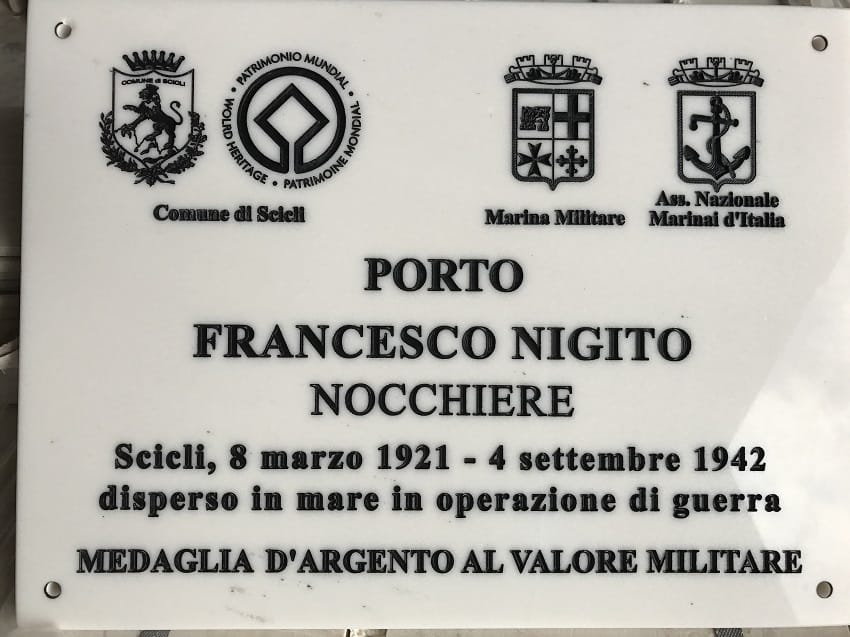 COMUNE di SCICLI
PATRIMONIO MUNDIAL • WOLRD HERITAGE • PATRIMOINE MONDIAL •
Comune di Scicli
Marina Militare
Ass. Nazionale
Marinai d'Italia
PORTO
FRANCESCO NIGITO
NOCCHIERE
Scicli, 8 marzo 1921 - 4 settembre 1942
disperso in mare in operazione di guerra
MEDAGLIA D'ARGENTO AL VALORE MILITARE